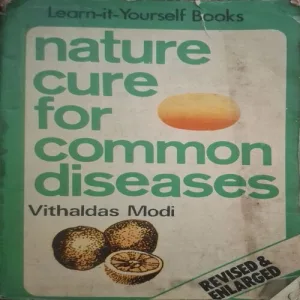 Learn-it-Yourself Books
nature
cure
for
common
diseases
Vithaldas Modi
REVISED &
ENLARGED